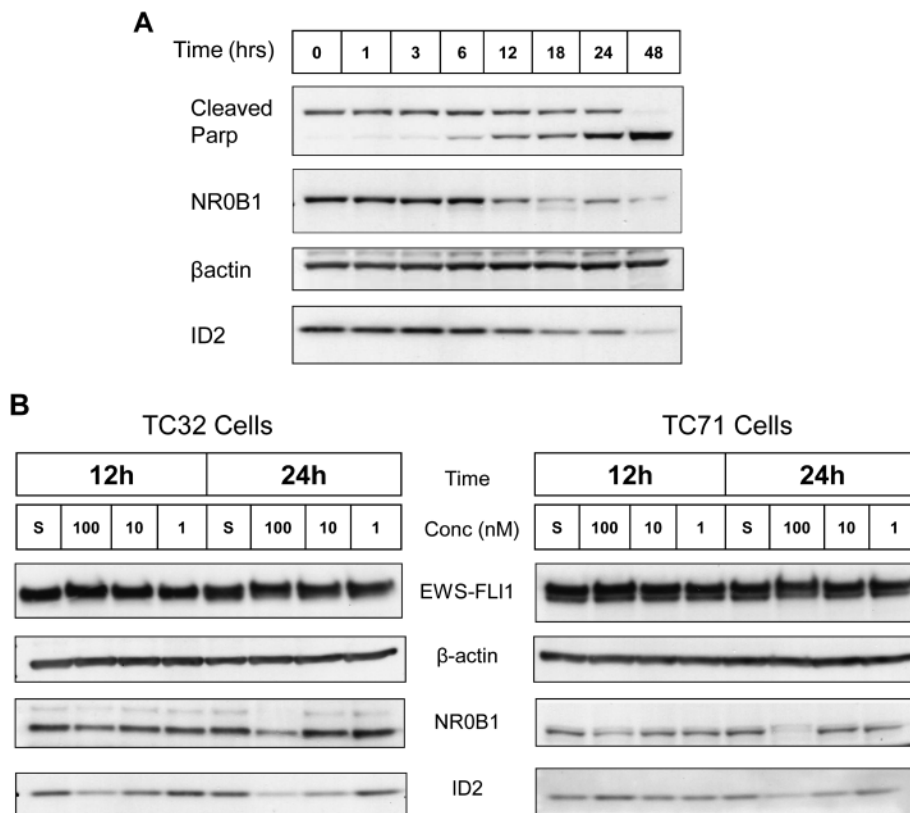 A
Time (hrs) 0 1 3 6 12 18 24 48
Cleaved
Parp
NR0B1
βactin
ID2
B
TC32 Cells TC71 Cells
12h 24h Time 12h 24h
S 100 10 1 S 100 10 1 Conc (nM) S 100 10 1 S 100 10 1
EWS-FLI1
β-actin
NR0B1
ID2